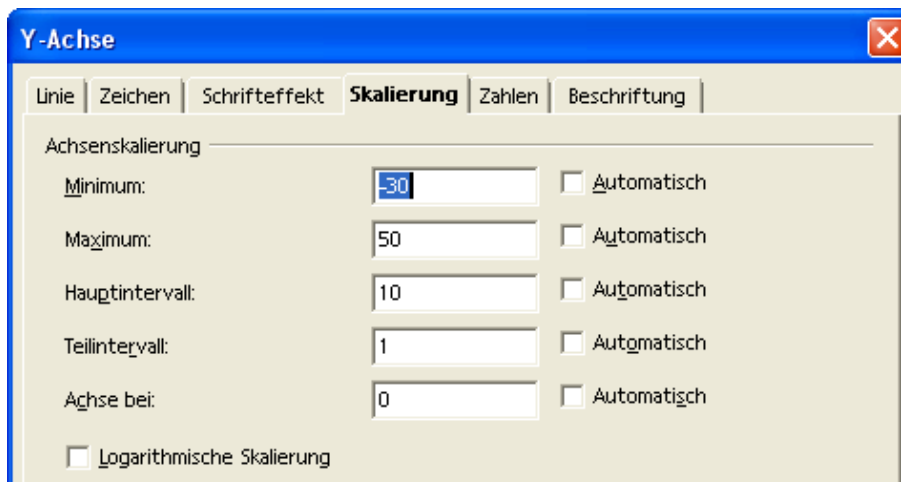 Y-Achse
Linie Zeichen Schrifteffekt Skalierung Zahlen Beschriftung
Achsenskalierung
Minimum: -30 Automatisch
Maximum: 50 Automatisch
Hauptintervall: 10 Automatisch
Teilintervall: 1 Automatisch
Achse bei: 0 Automatisch
Logarithmische Skalierung